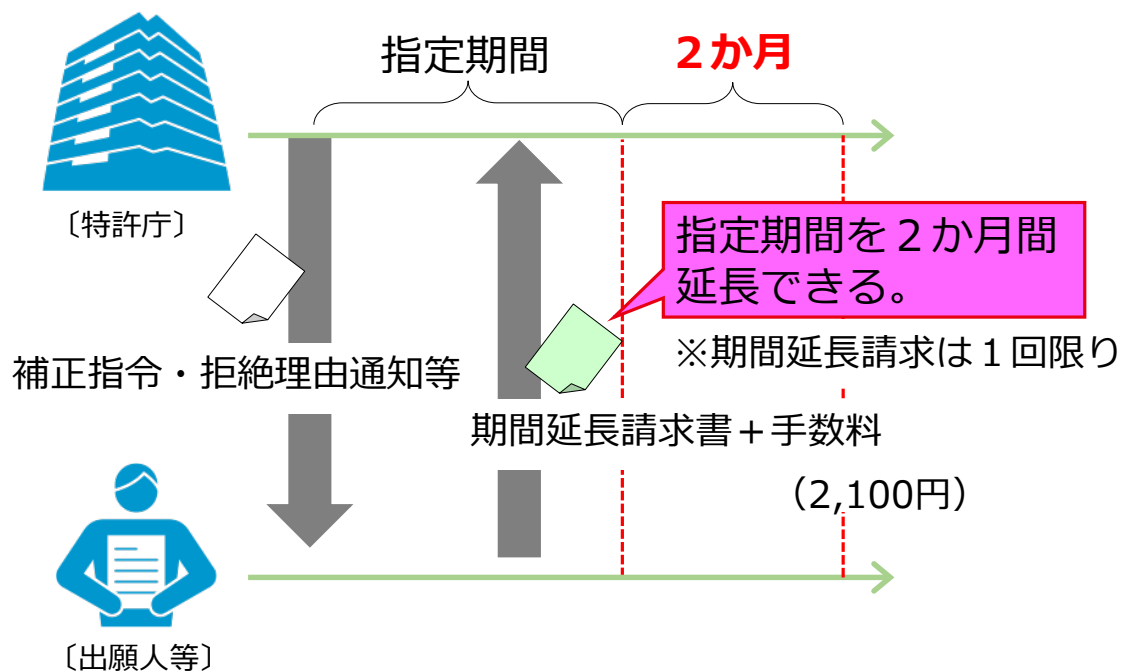 指定期間
２か月
〔特許庁〕
指定期間を２か月間
延長できる。
※期間延長請求は１回限り
補正指令・拒絶理由通知等
期間延長請求書＋手数料
（2,100円）
〔出願人等〕